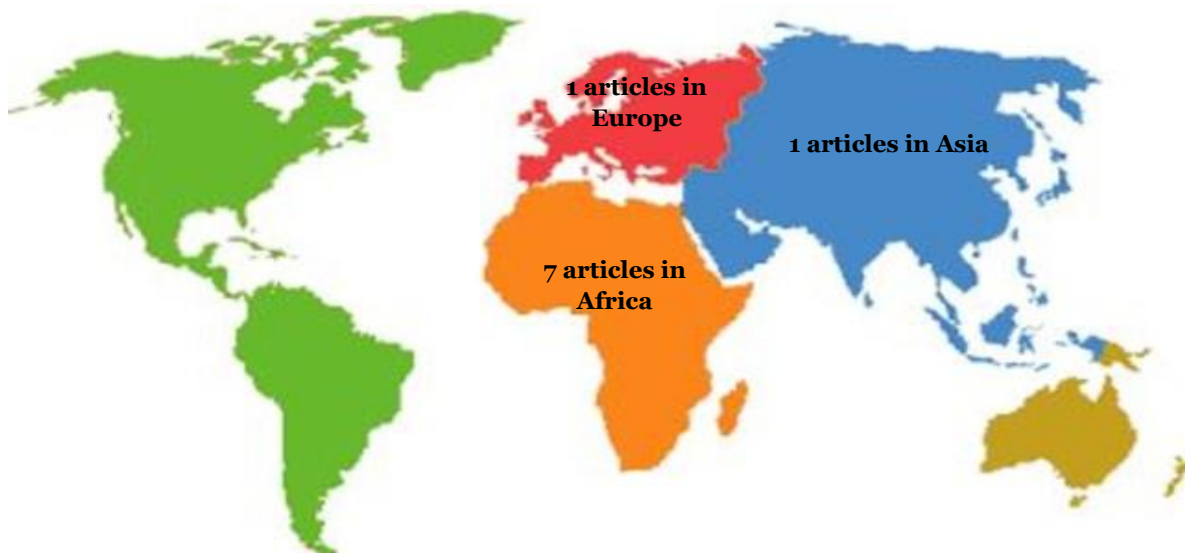 1 articles in
Europe
1 articles in Asia
7 articles in
Africa